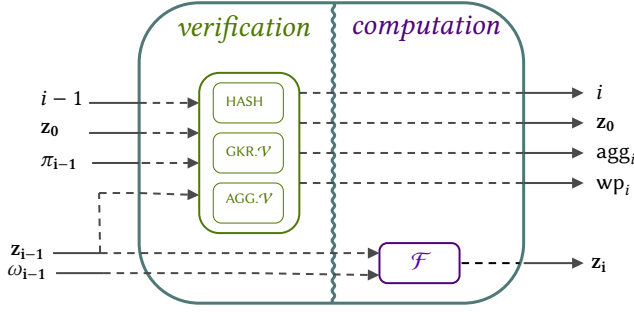 verification computation
i − 1 HASH i
z₀ z₀
πᵢ₋₁ GKR.𝒱 aggᵢ
AGG.𝒱 wpᵢ
zᵢ₋₁
ωᵢ₋₁ ℱ zᵢ